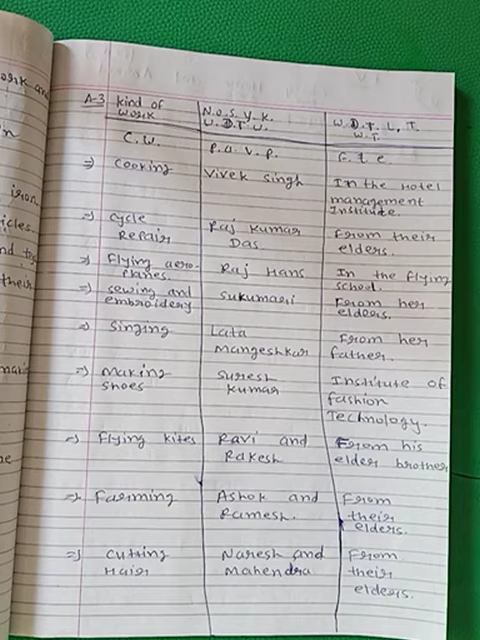 A-3 kind of work N.O.S. Y.K. W.D.T.W. W.D.T. L.T. W.T.
C.W. P.a.V.P. F.t.e
⇒ Cooking Vivek Singh In the Hotel management Institute.
⇒ Cycle Repair Raj Kumar Das From their elders.
⇒ Flying aero-planes. Raj Hans In the flying school.
⇒ sewing and embroidery Sukumari From her elders.
⇒ Singing Lata Mangeshkar From her father.
⇒ Making Shoes Suresh Kumar Institute of fashion Technology.
⇒ Flying kites Ravi and Rakesh From his elder brother
⇒ Farming Ashok and Ramesh. From their elders.
⇒ Cutting Hair Naresh and Mahendra From their elders.